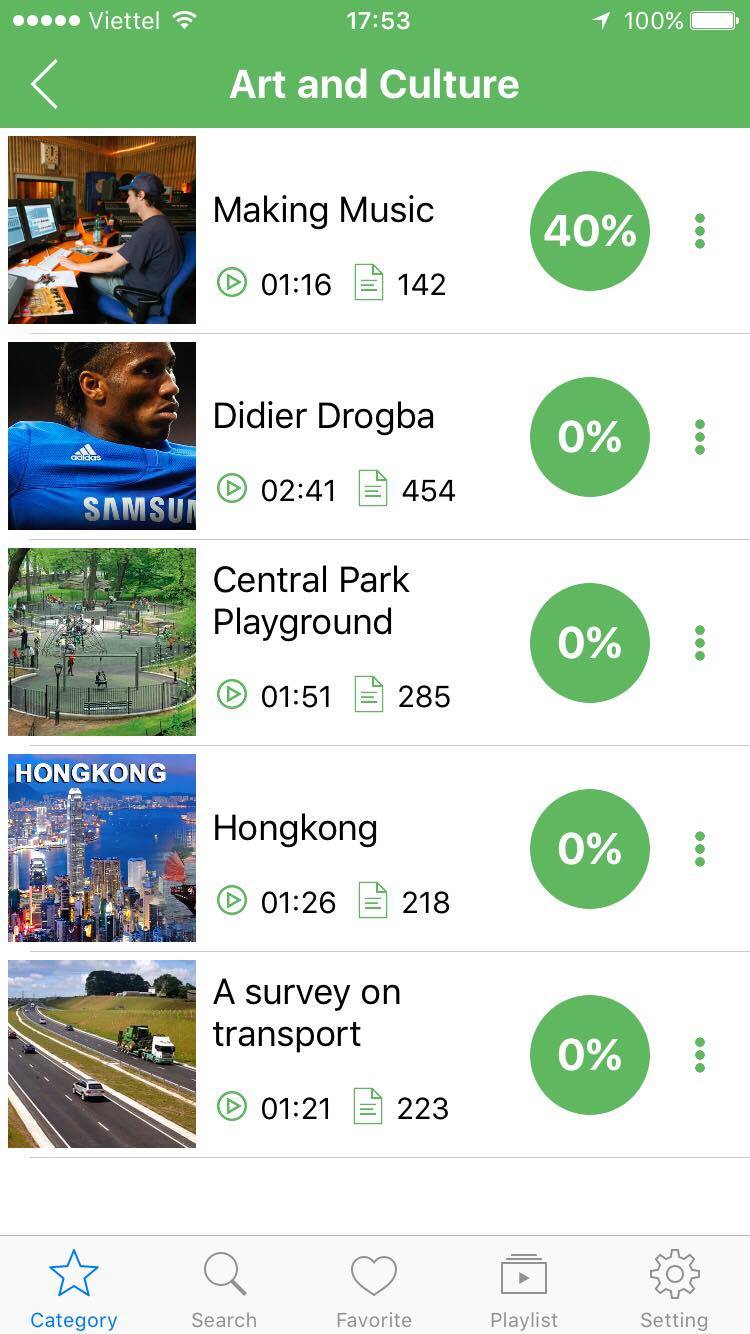 Viettel 17:53 100%
Art and Culture
Making Music
01:16 142
40%
Didier Drogba
02:41 454
0%
adidas
SAMSUN
Central Park
Playground
01:51 285
0%
HONGKONG
Hongkong
01:26 218
0%
A survey on
transport
01:21 223
0%
Category Search Favorite Playlist Setting